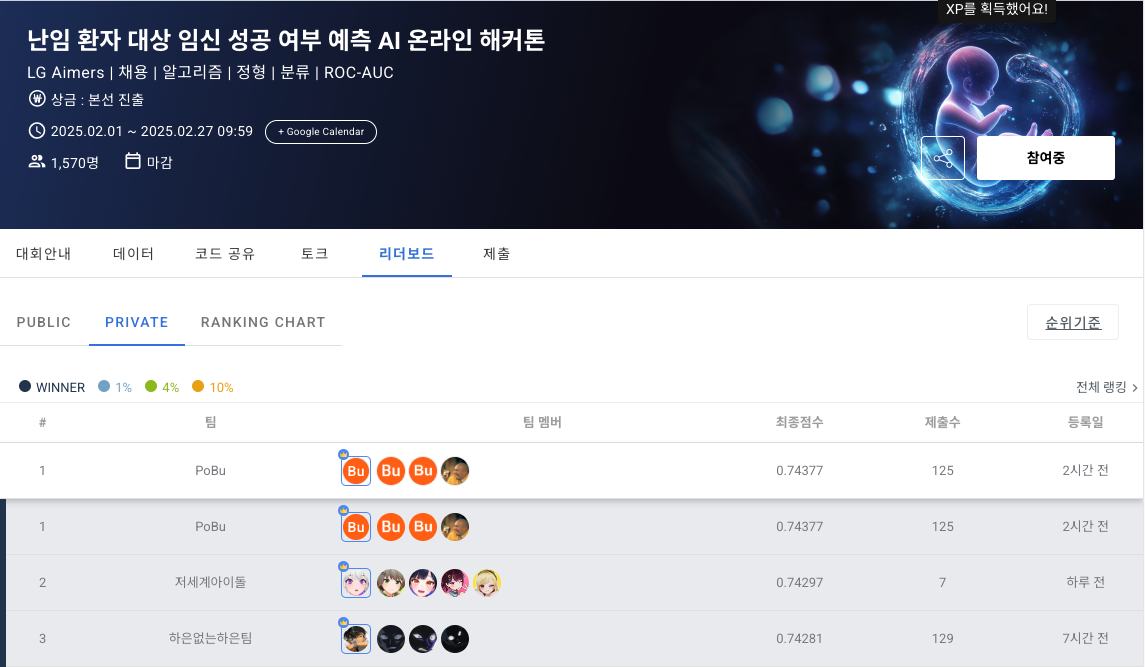 XP를 획득했어요!
난임 환자 대상 임신 성공 여부 예측 AI 온라인 해커톤
LG Aimers | 채용 | 알고리즘 | 정형 | 분류 | ROC-AUC
상금 : 본선 진출
2025.02.01 ~ 2025.02.27 09:59 + Google Calendar
1,570명 마감
참여중
대회안내 데이터 코드 공유 토크 리더보드 제출
PUBLIC PRIVATE RANKING CHART 순위기준
WINNER 1% 4% 10% 전체 랭킹 >
# 팀 팀 멤버 최종점수 제출수 등록일
1 PoBu Bu Bu Bu 0.74377 125 2시간 전
1 PoBu Bu Bu Bu 0.74377 125 2시간 전
2 저세계아이돌 0.74297 7 하루 전
3 하은없는하은팀 0.74281 129 7시간 전